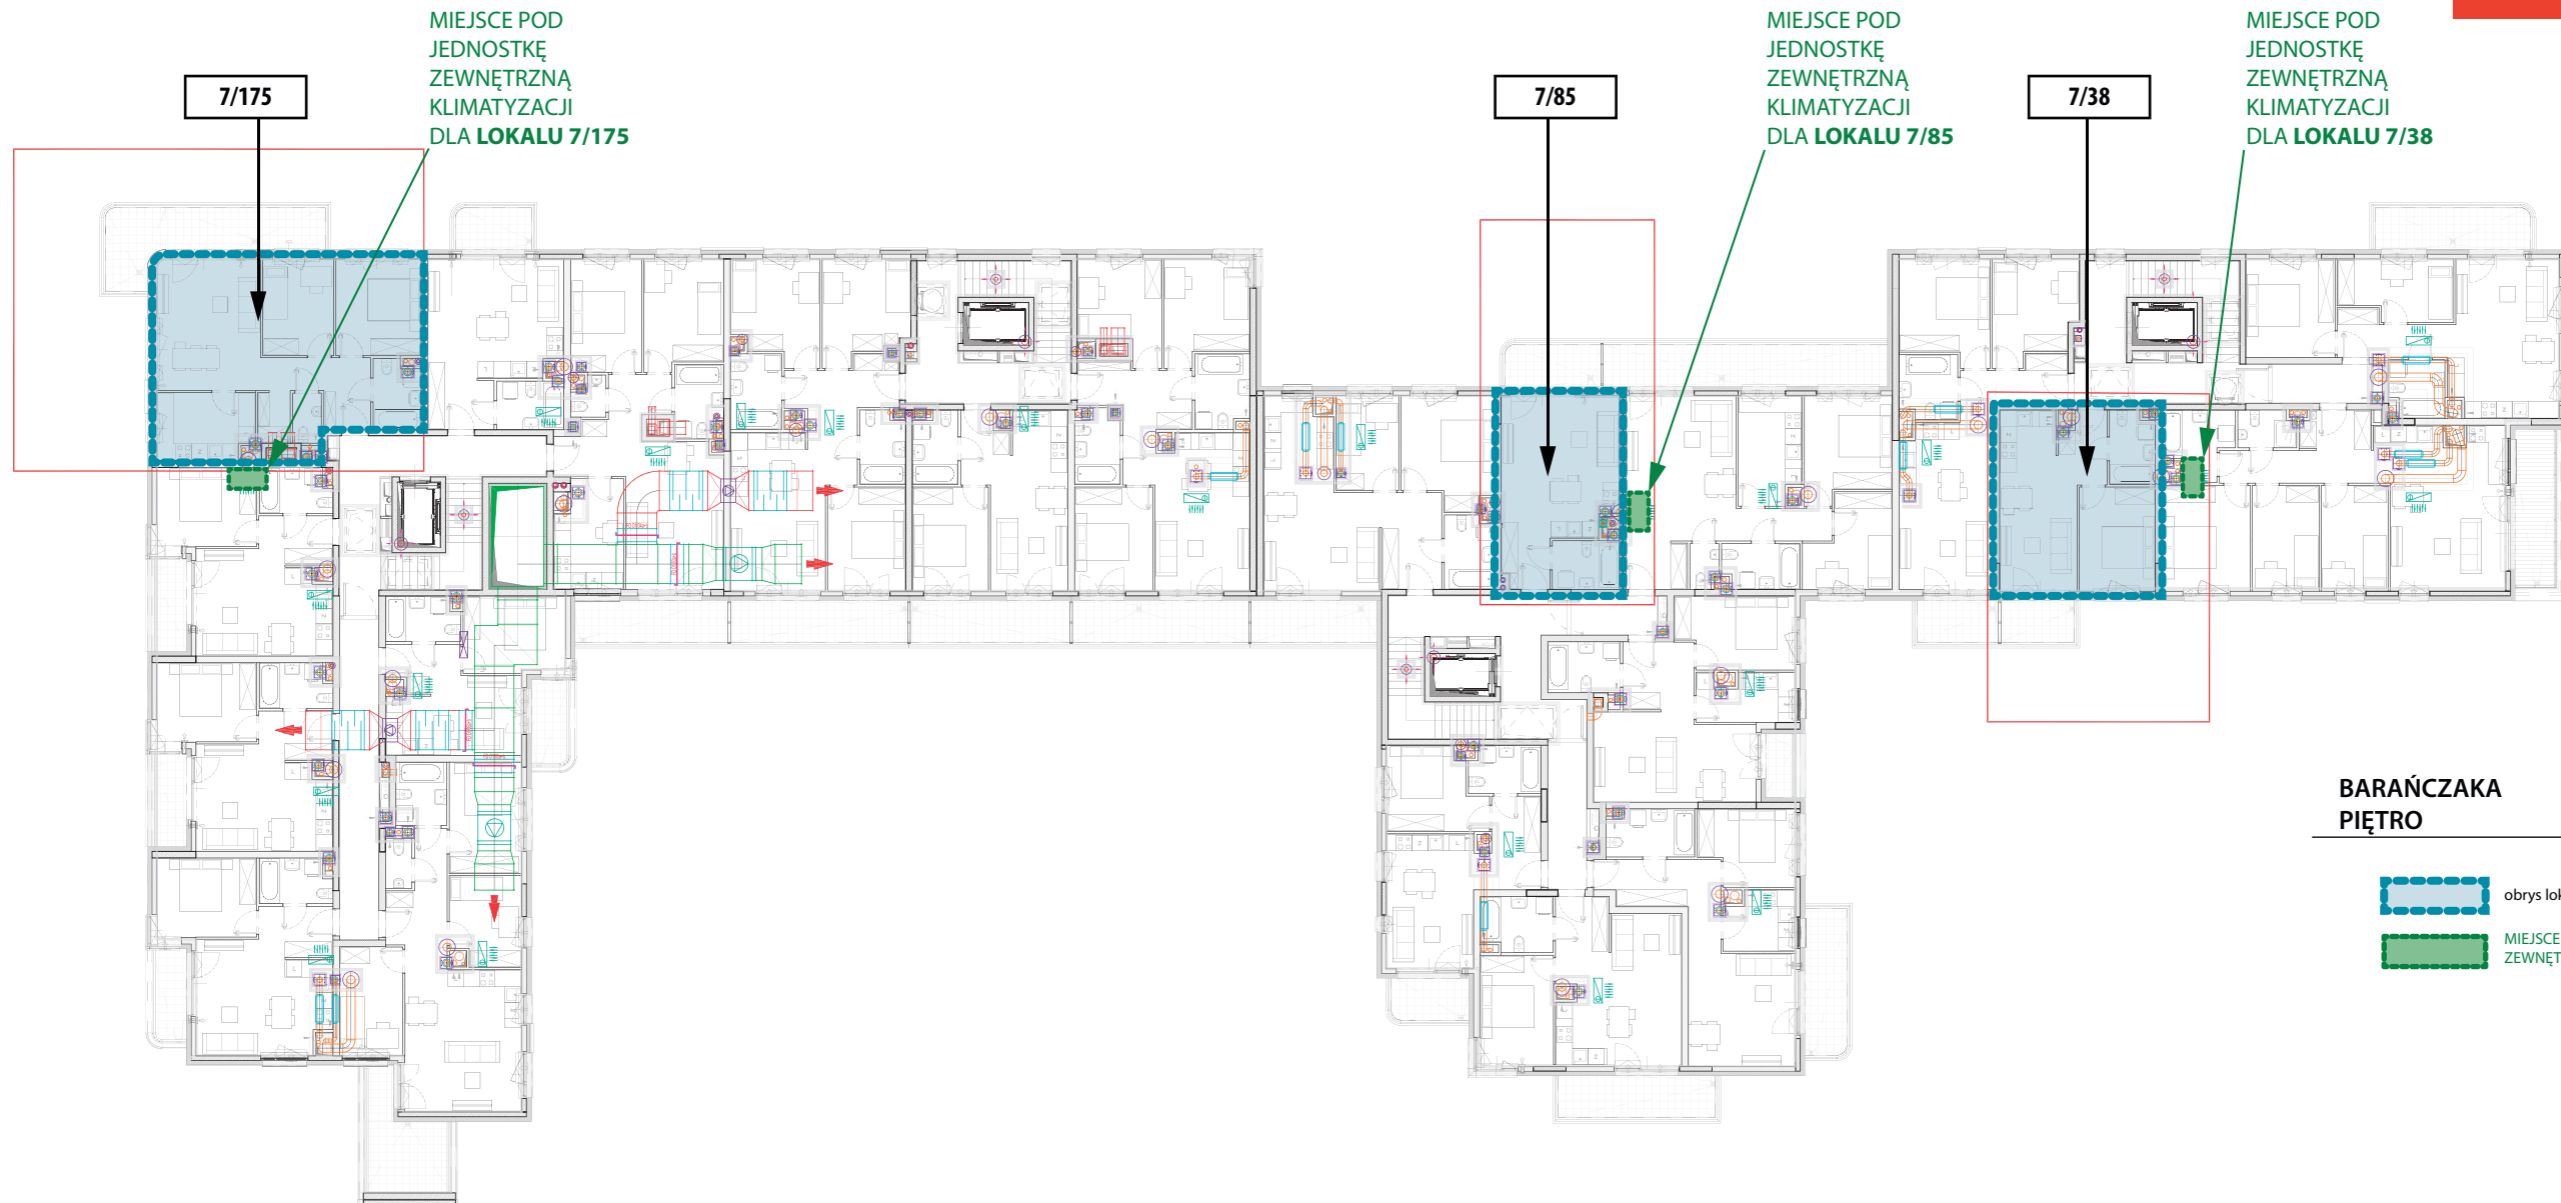 MIEJSCE POD
JEDNOSTKĘ
ZEWNĘTRZNĄ
KLIMATYZACJI
DLA LOKALU 7/175
7/175
MIEJSCE POD
JEDNOSTKĘ
ZEWNĘTRZNĄ
KLIMATYZACJI
DLA LOKALU 7/85
7/85
MIEJSCE POD
JEDNOSTKĘ
ZEWNĘTRZNĄ
KLIMATYZACJI
DLA LOKALU 7/38
7/38
BARAŃCZAKA
PIĘTRO
obrys lok
MIEJSCE
ZEWNĘT